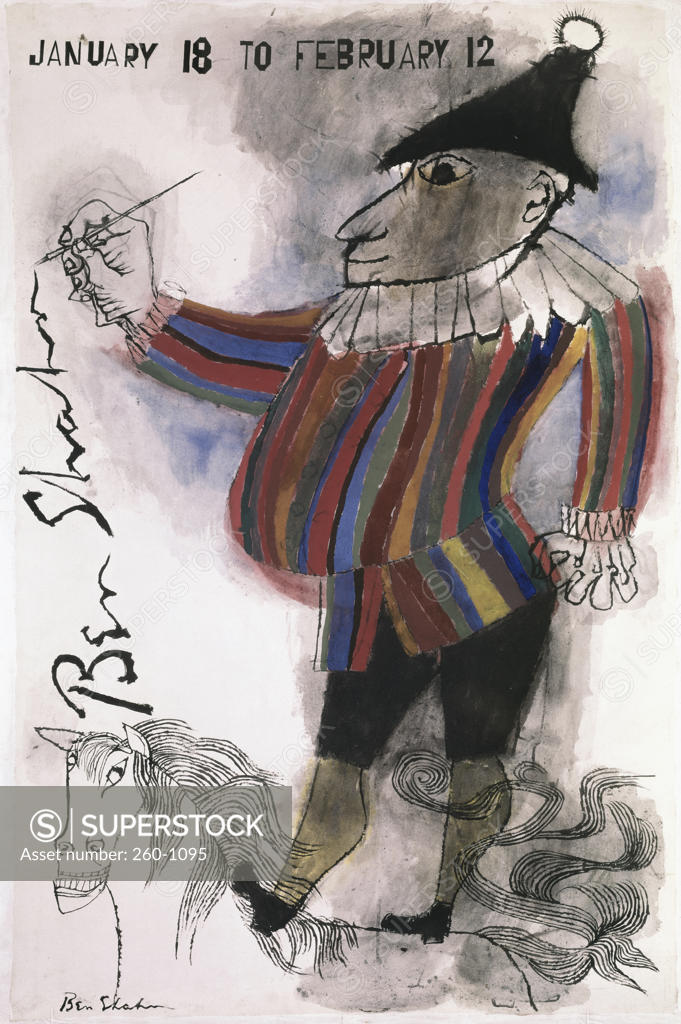 JANUARY 18 TO FEBRUARY 12
Ben Shahn
SUPERSTOCK
Asset number: 260-1095
Ben Shahn